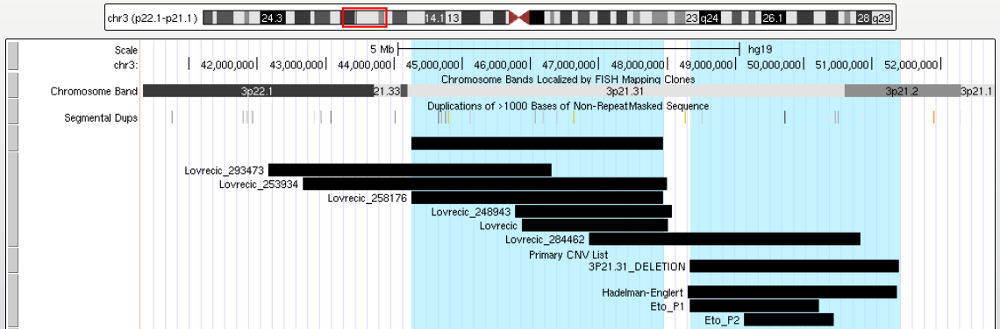 chr3 (p22.1-p21.1) 24.3 14.1 13 23 q24 26.1 28 q29
Scale 5 Mb hg19
chr3: 42,000,000 43,000,000 44,000,000 45,000,000 46,000,000 47,000,000 48,000,000 49,000,000 50,000,000 51,000,000 52,000,000
Chromosome Bands Localized by FISH Mapping Clones
Chromosome Band 3p22.1 21.33 3p21.31 3p21.2 3p21.1
Duplications of >1000 Bases of Non-RepeatMasked Sequence
Segmental Dups
Lovrecic_293473
Lovrecic_253934
Lovrecic_258176
Lovrecic_248943
Lovrecic
Lovrecic_284462
Primary CNV List
3P21.31_DELETION
Hadelman-Englert
Eto_P1
Eto_P2